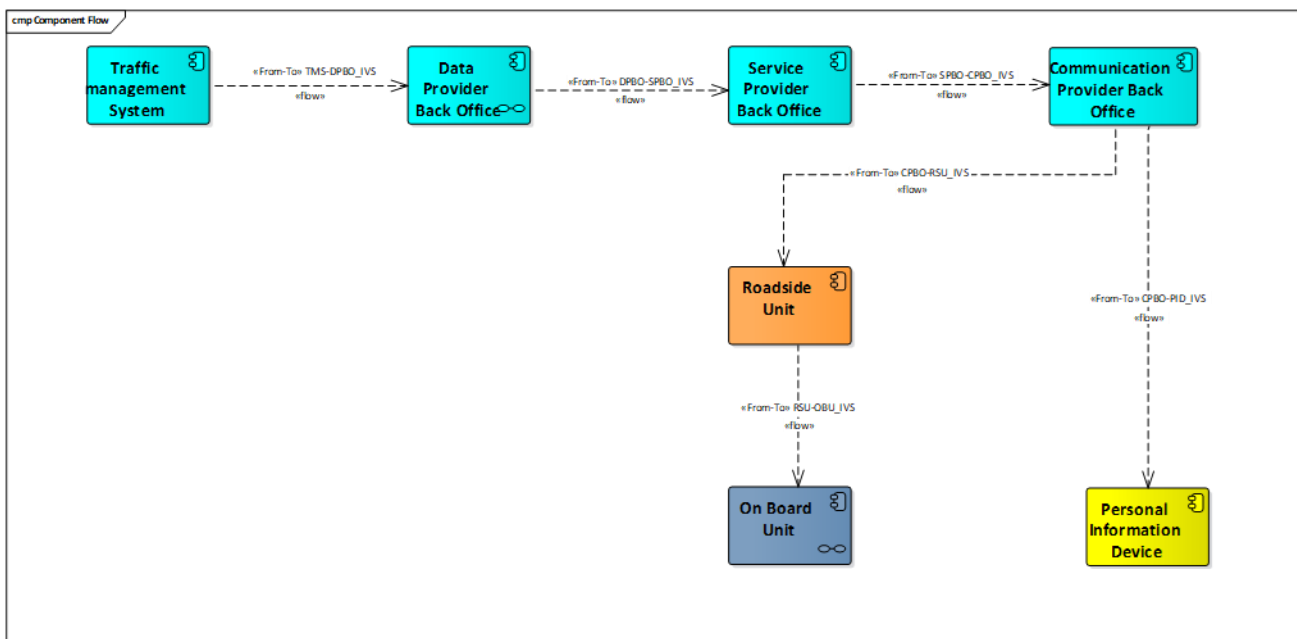 cmp Component Flow
Traffic
management
System
«From-To» TMS-DPBO_IVS
«flow»
Data
Provider
Back Office
«From-To» DPBO-SPBO_IVS
«flow»
Service
Provider
Back Office
«From-To» SPBO-CPBO_IVS
«flow»
Communication
Provider Back
Office
«From-To» CPBO-RSU_IVS
«flow»
Roadside
Unit
«From-To» CPBO-PID_IVS
«flow»
«From-To» RSU-OBU_IVS
«flow»
On Board
Unit
Personal
Information
Device